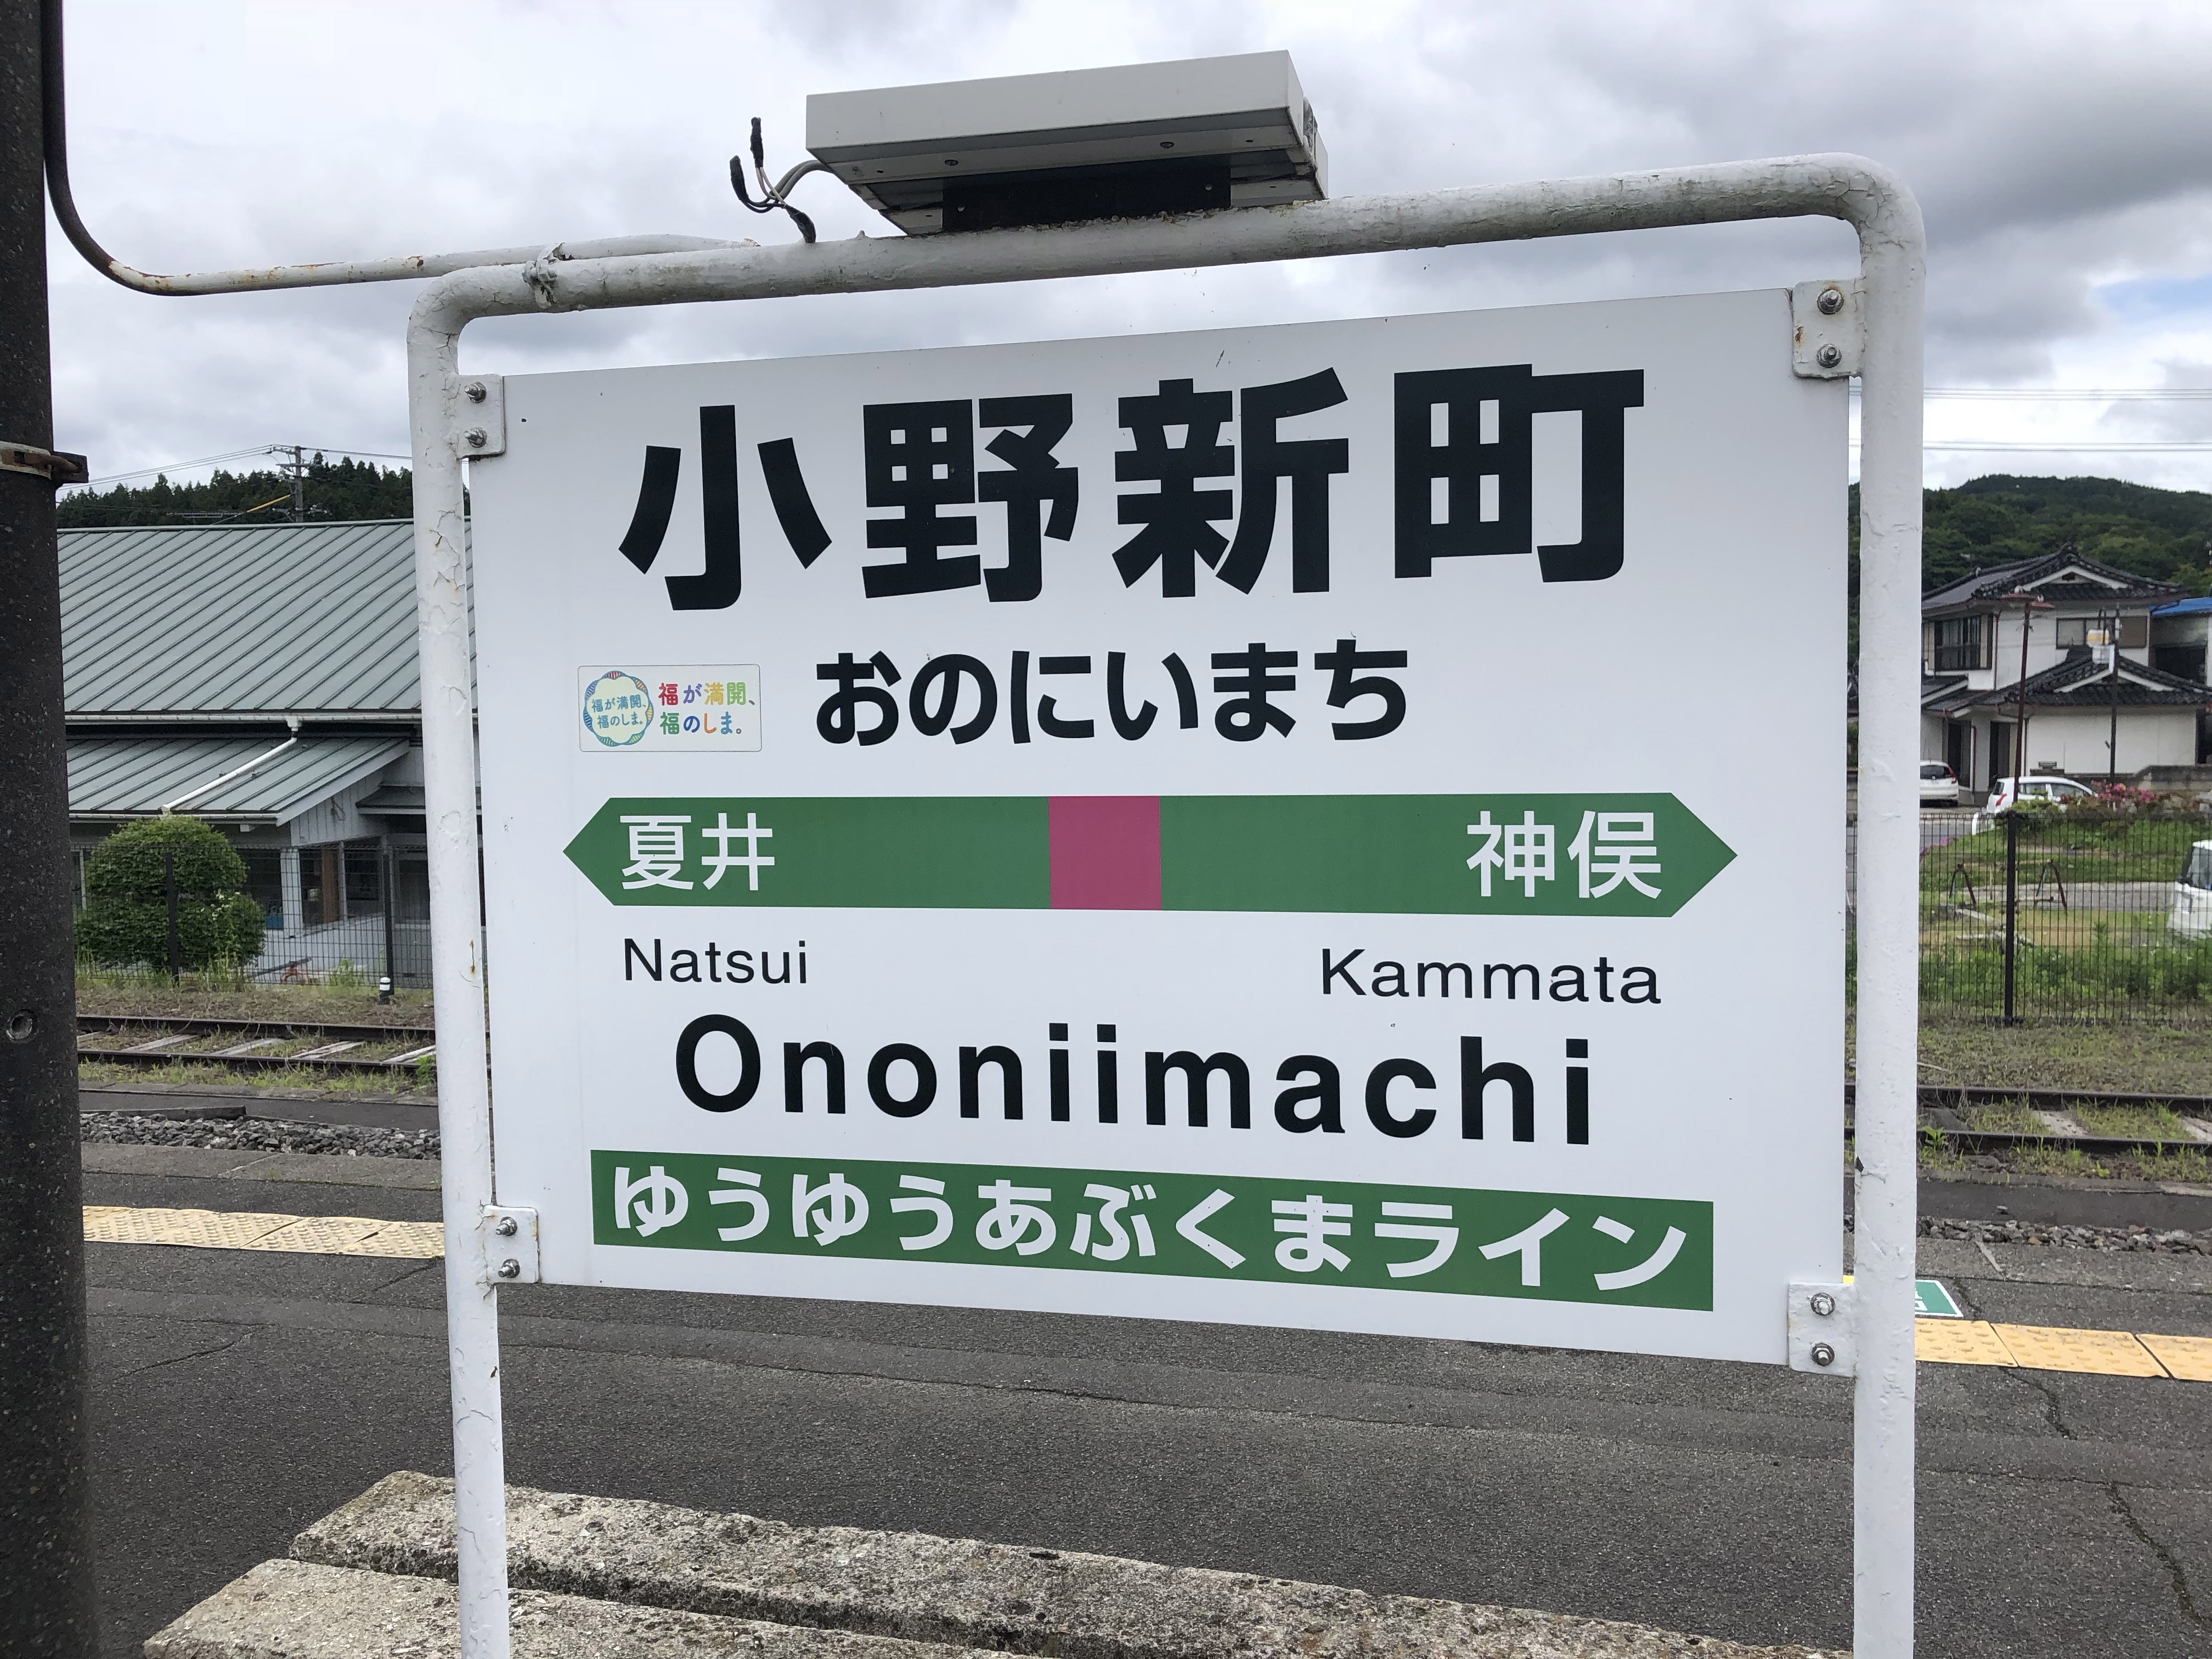 小野新町
おのにいまち
福が満開、
福のしま。
福が満開、
福のしま。
夏井 神俣
Natsui Kammata
Ononiimachi
ゆうゆうあぶくまライン